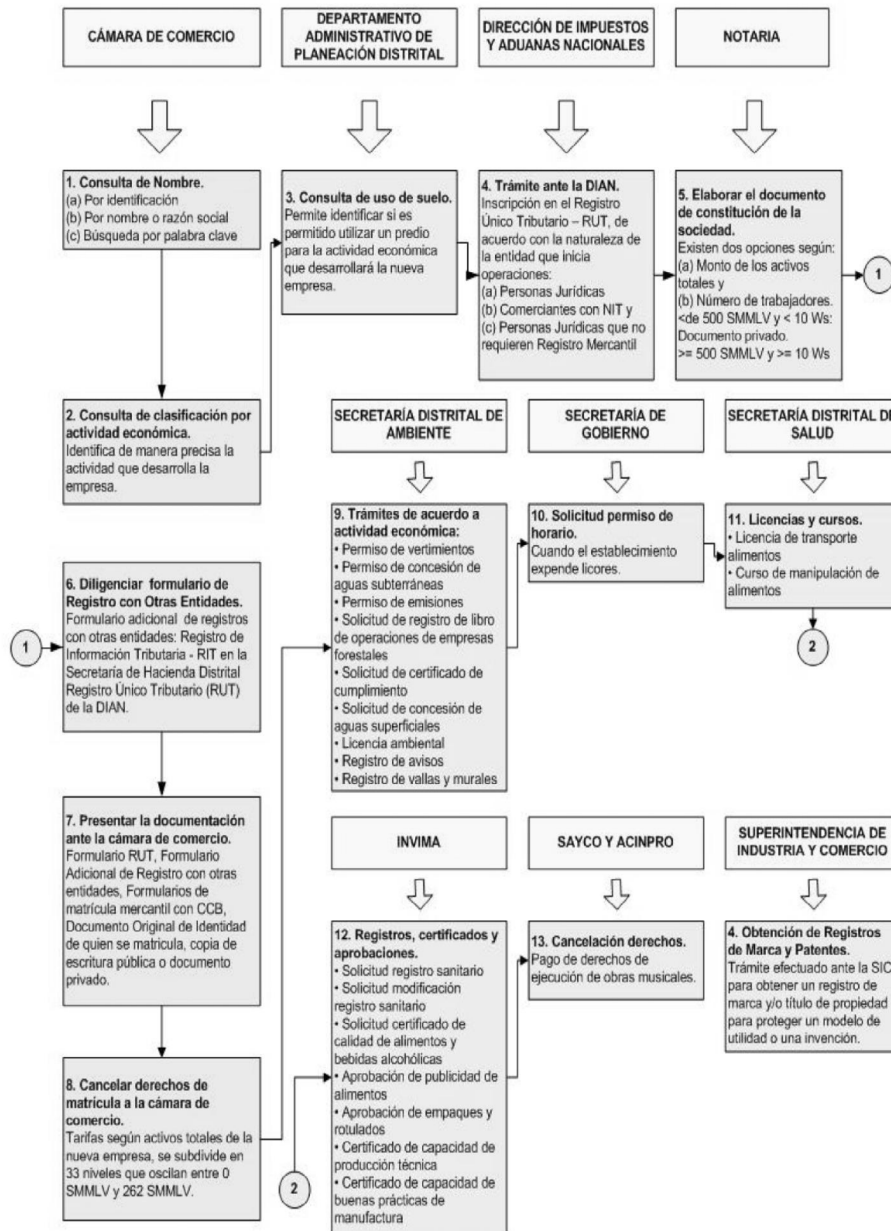 CÁMARA DE COMERCIO
DEPARTAMENTO
ADMINISTRATIVO DE
PLANEACIÓN DISTRITAL
DIRECCIÓN DE IMPUESTOS
Y ADUANAS NACIONALES
NOTARIA
1. Consulta de Nombre.
(a) Por identificación
(b) Por nombre o razón social
(c) Búsqueda por palabra clave
2. Consulta de clasificación por
actividad económica.
Identifica de manera precisa la
actividad que desarrolla la
empresa.
3. Consulta de uso de suelo.
Permite identificar si es
permitido utilizar un predio
para la actividad económica
que desarrollará la nueva
empresa.
4. Trámite ante la DIAN.
Inscripción en el Registro
Único Tributario – RUT, de
acuerdo con la naturaleza de
la entidad que inicia
operaciones:
(a) Personas Jurídicas
(b) Comerciantes con NIT y
(c) Personas Jurídicas que no
requieren Registro Mercantil
5. Elaborar el documento
de constitución de la
sociedad.
Existen dos opciones según:
(a) Monto de los activos
totales y
(b) Número de trabajadores.
<de 500 SMMLV y < 10 Ws:
Documento privado.
>= 500 SMMLV y >= 10 Ws
1
1
6. Diligenciar formulario de
Registro con Otras Entidades.
Formulario adicional de registros
con otras entidades: Registro de
Información Tributaria - RIT en la
Secretaría de Hacienda Distrital
Registro Único Tributario (RUT)
de la DIAN.
7. Presentar la documentación
ante la cámara de comercio.
Formulario RUT, Formulario
Adicional de Registro con otras
entidades, Formularios de
matrícula mercantil con CCB,
Documento Original de Identidad
de quien se matricula, copia de
escritura pública o documento
privado.
8. Cancelar derechos de
matrícula a la cámara de
comercio.
Tarifas según activos totales de la
nueva empresa, se subdivide en
33 niveles que oscilan entre 0
SMMLV y 262 SMMLV.
SECRETARÍA DISTRITAL DE
AMBIENTE
SECRETARÍA DE
GOBIERNO
SECRETARÍA DISTRITAL DE
SALUD
9. Trámites de acuerdo a
actividad económica:
• Permiso de vertimientos
• Permiso de concesión de
aguas subterráneas
• Permiso de emisiones
• Solicitud de registro de libro
de operaciones de empresas
forestales
• Solicitud de certificado de
cumplimiento
• Solicitud de concesión de
aguas superficiales
• Licencia ambiental
• Registro de avisos
• Registro de vallas y murales
10. Solicitud permiso de
horario.
Cuando el establecimiento
expende licores.
11. Licencias y cursos.
• Licencia de transporte
alimentos
• Curso de manipulación de
alimentos
2
INVIMA
SAYCO Y ACINPRO
SUPERINTENDENCIA DE
INDUSTRIA Y COMERCIO
12. Registros, certificados y
aprobaciones.
• Solicitud registro sanitario
• Solicitud modificación
registro sanitario
• Solicitud certificado de
calidad de alimentos y
bebidas alcohólicas
• Aprobación de publicidad de
alimentos
• Aprobación de empaques y
rotulados
• Certificado de capacidad de
producción técnica
• Certificado de capacidad de
buenas prácticas de
manufactura
2
13. Cancelación derechos.
Pago de derechos de
ejecución de obras musicales.
4. Obtención de Registros
de Marca y Patentes.
Trámite efectuado ante la SIC
para obtener un registro de
marca y/o título de propiedad
para proteger un modelo de
utilidad o una invención.